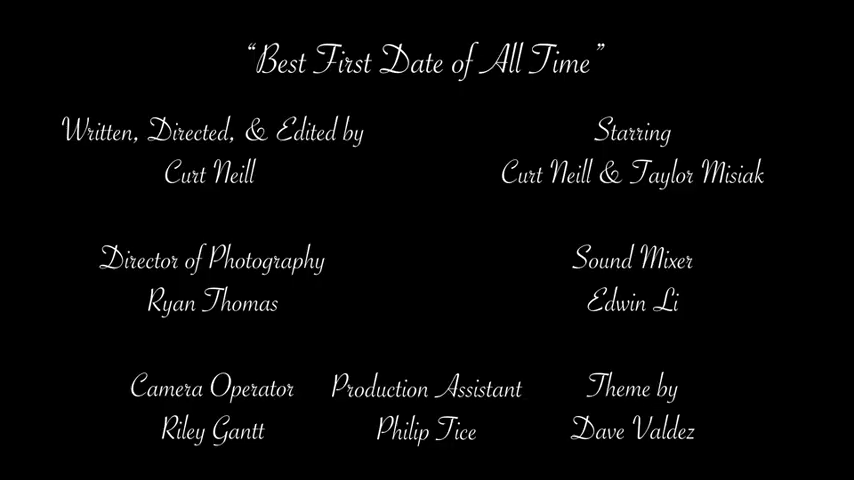 “Best First Date of All Time”
Written, Directed, & Edited by
Curt Neill
Starring
Curt Neill & Taylor Misiak
Director of Photography
Ryan Thomas
Sound Mixer
Edwin Li
Camera Operator
Riley Gantt
Production Assistant
Philip Tice
Theme by
Dave Valdez